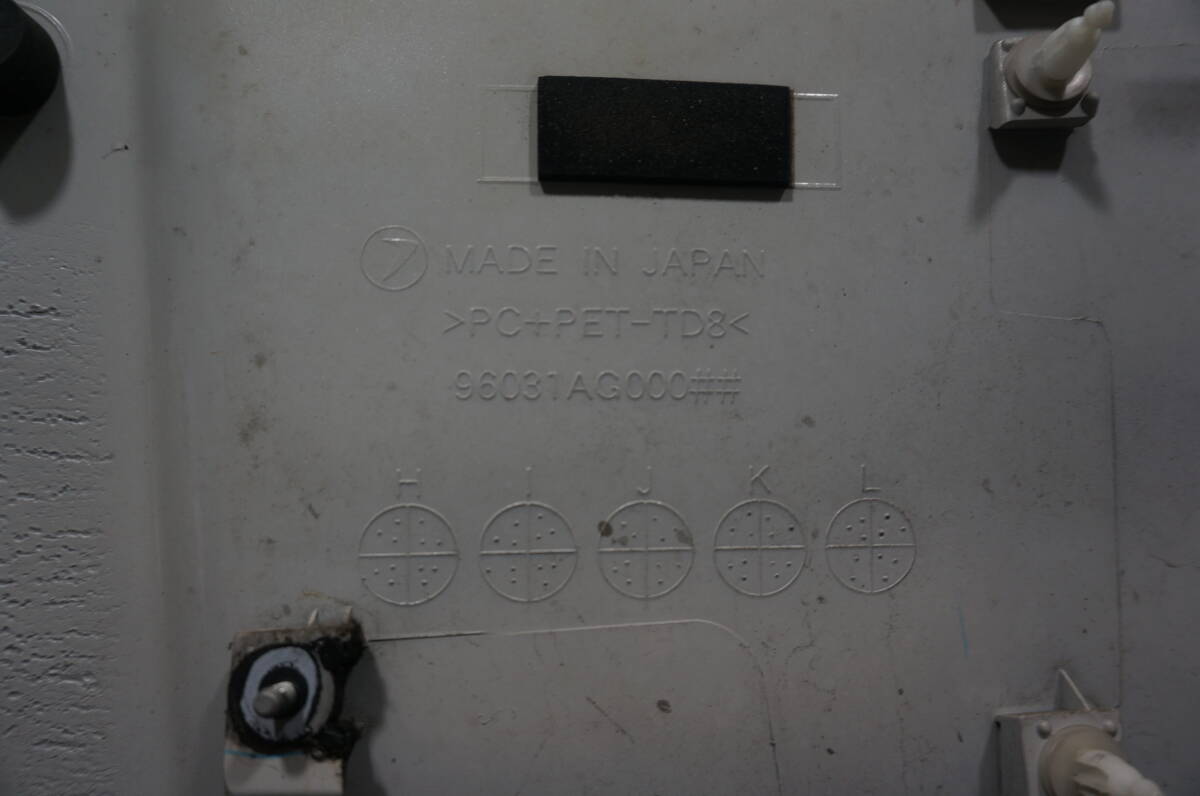 MADE IN JAPAN
>PC+PET-TD8<
96031AG000##
H I J K L